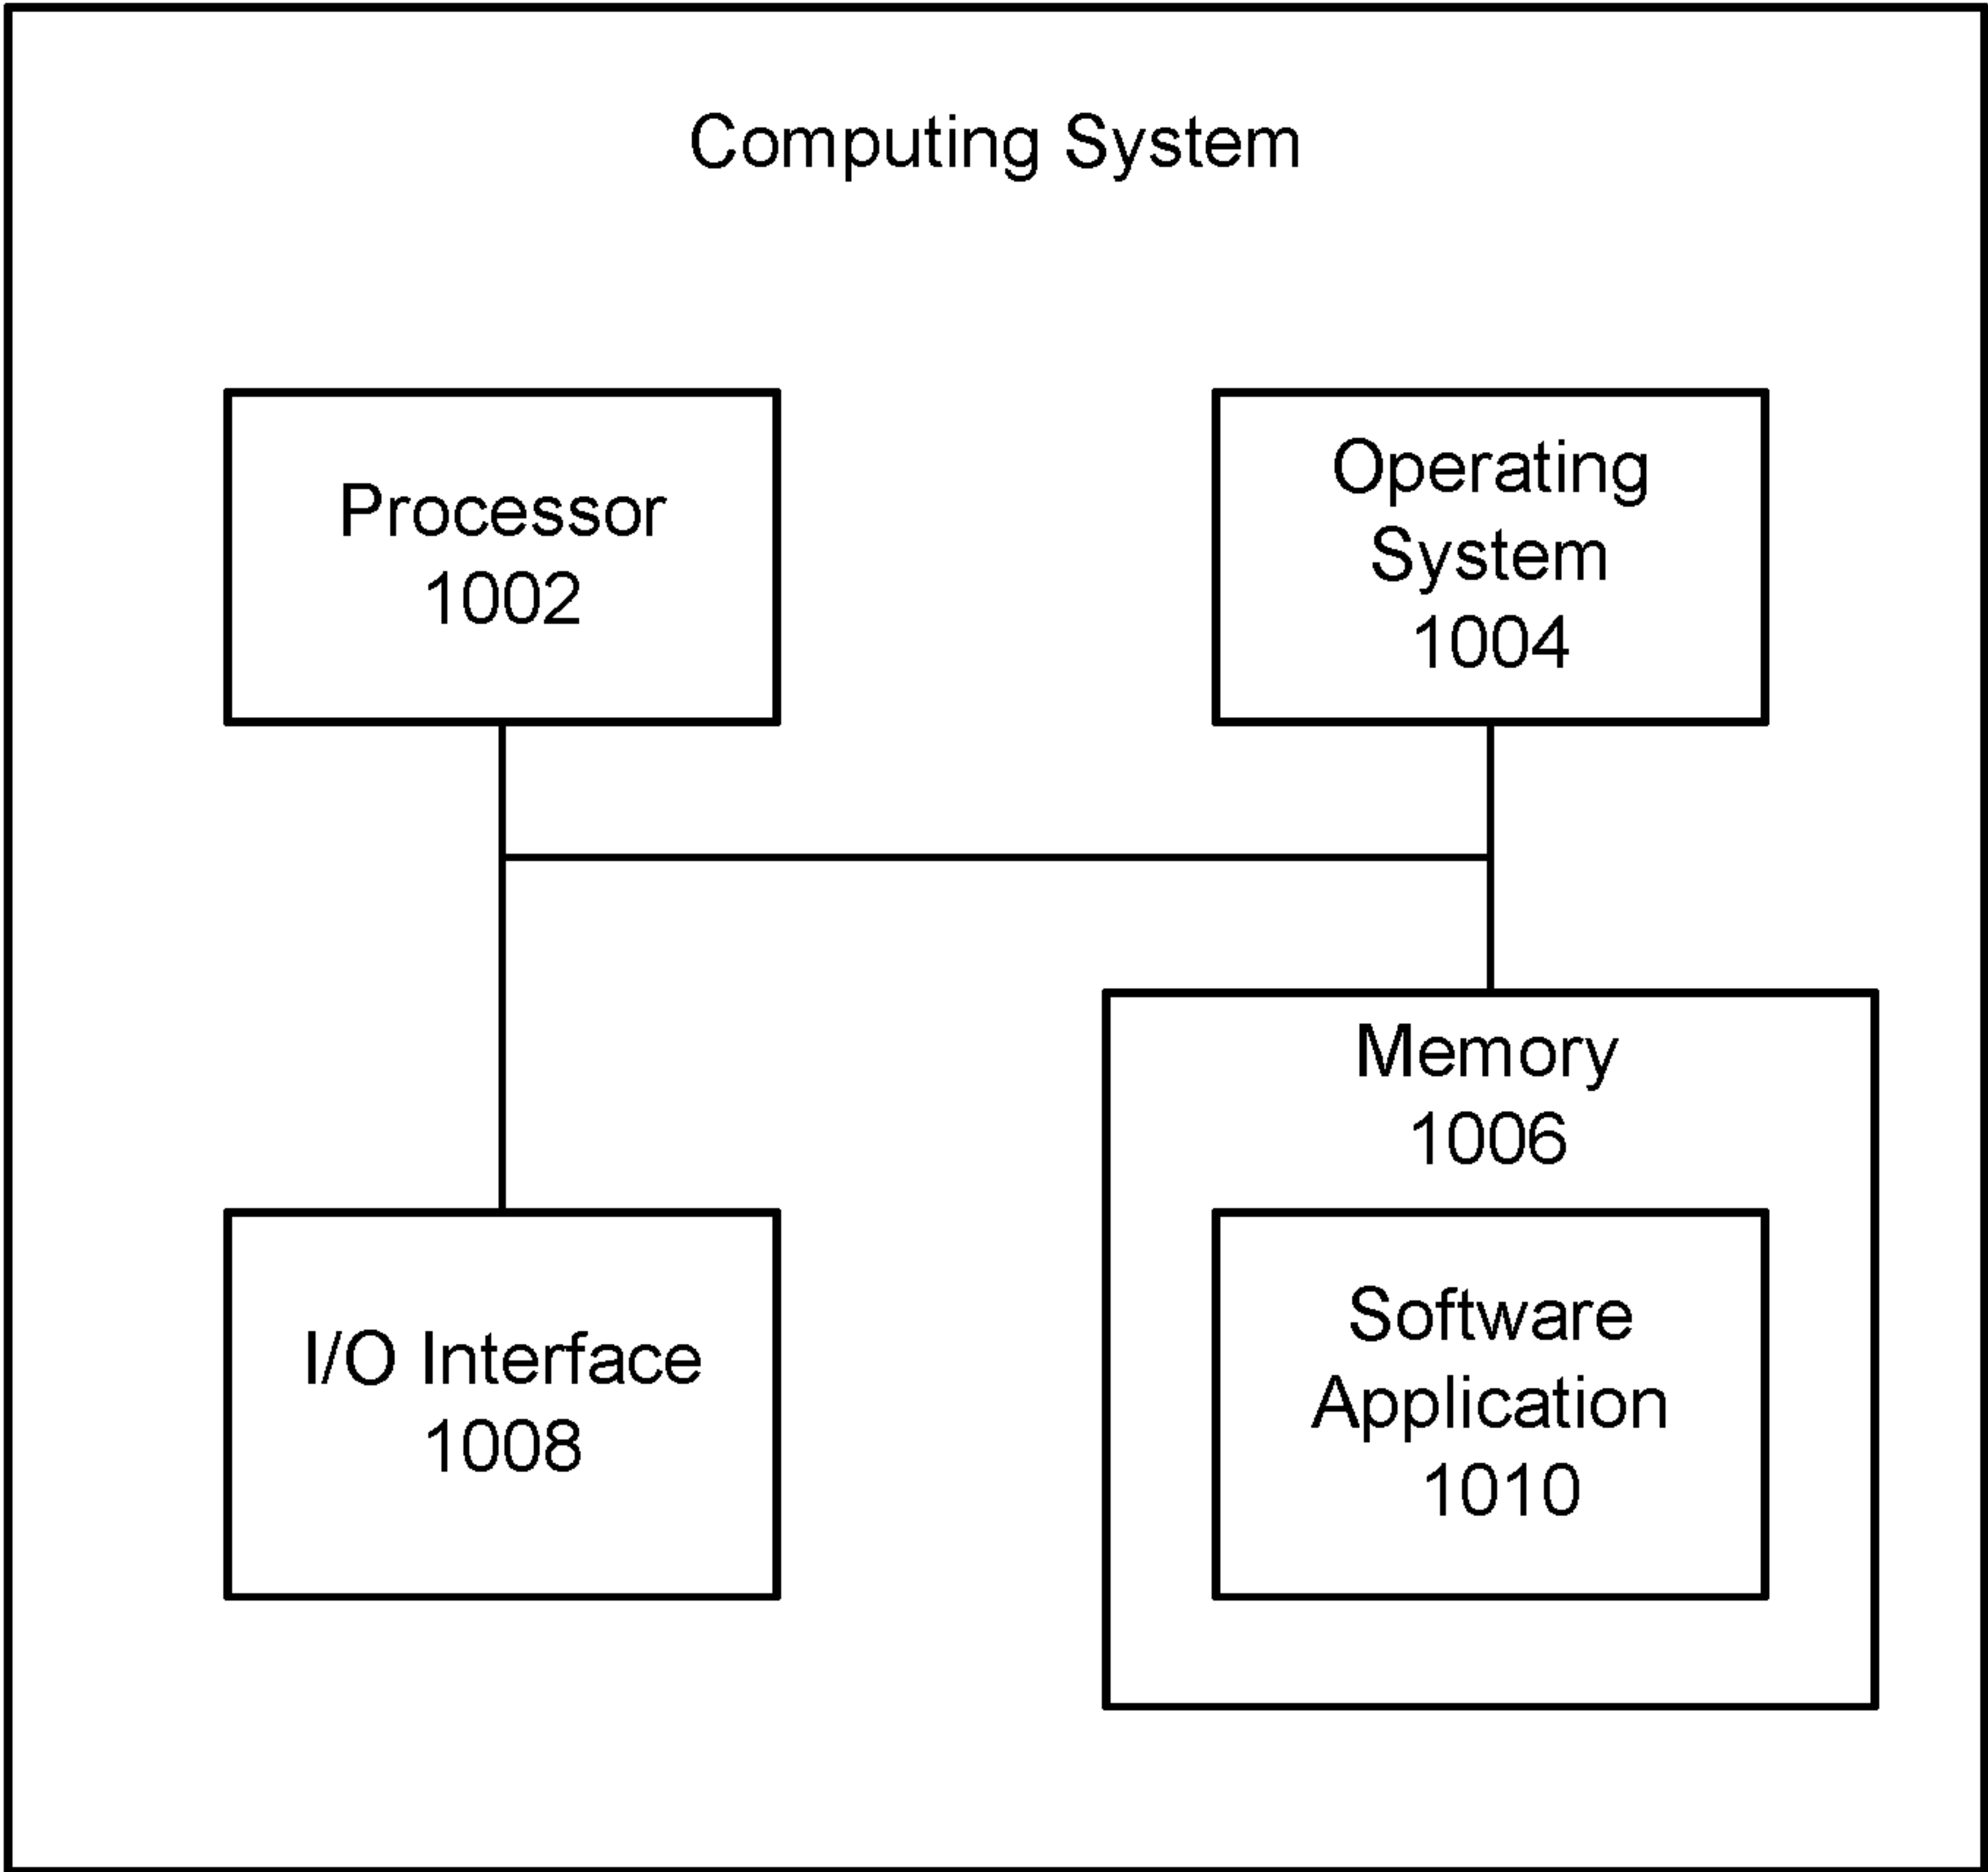 Computing System
Processor
1002
Operating
System
1004
Memory
1006
I/O Interface
1008
Software
Application
1010